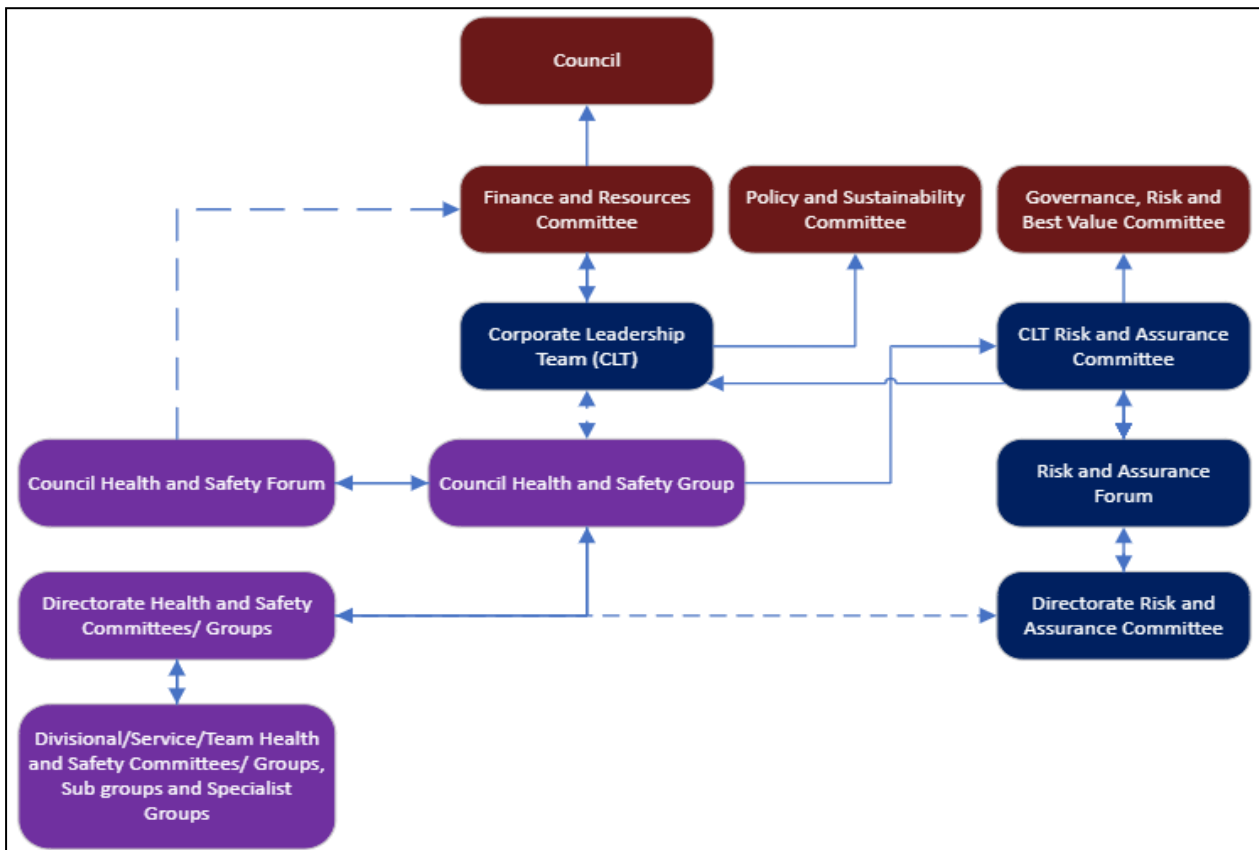 Council
Finance and Resources
Committee
Policy and Sustainability
Committee
Governance, Risk and
Best Value Committee
Corporate Leadership
Team (CLT)
CLT Risk and Assurance
Committee
Council Health and Safety Forum
Council Health and Safety Group
Risk and Assurance
Forum
Directorate Health and Safety
Committees/ Groups
Directorate Risk and
Assurance Committee
Divisional/Service/Team Health
and Safety Committees/ Groups,
Sub groups and Specialist
Groups